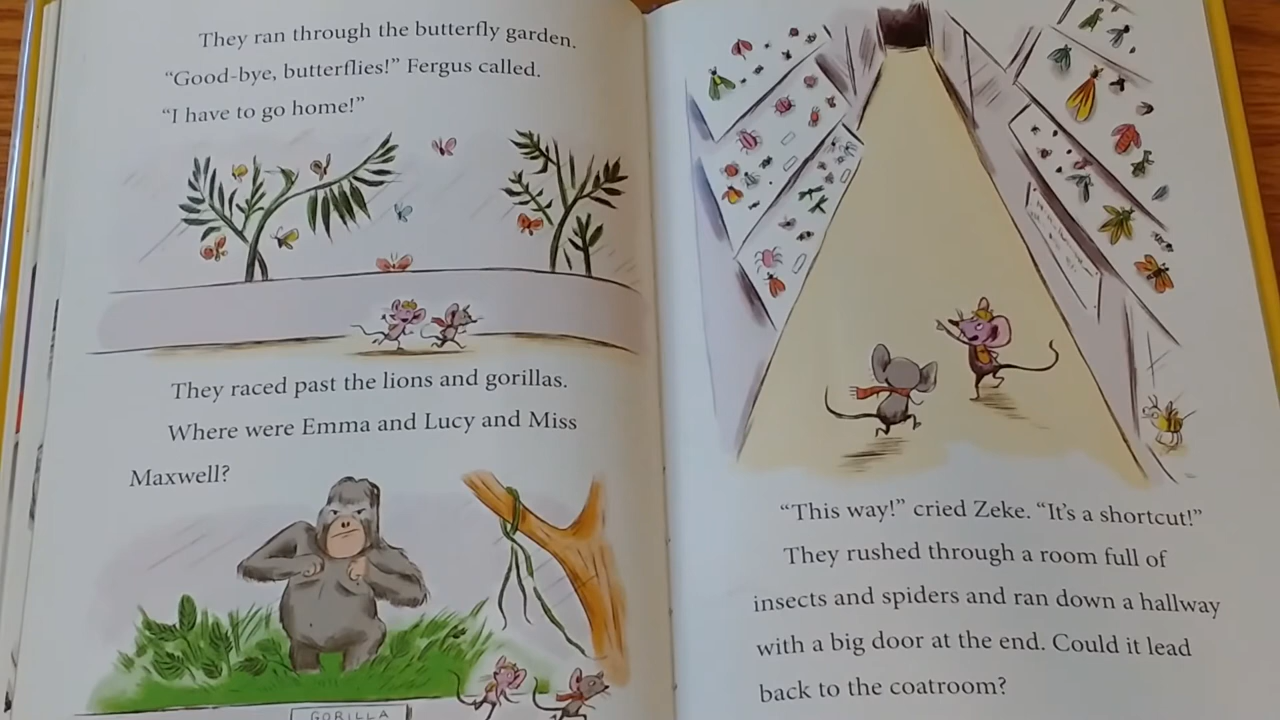 They ran through the butterfly garden.
“Good-bye, butterflies!” Fergus called.
“I have to go home!”
They raced past the lions and gorillas.
Where were Emma and Lucy and Miss
Maxwell?
GORILLA
“This way!” cried Zeke. “It’s a shortcut!”
They rushed through a room full of
insects and spiders and ran down a hallway
with a big door at the end. Could it lead
back to the coatroom?